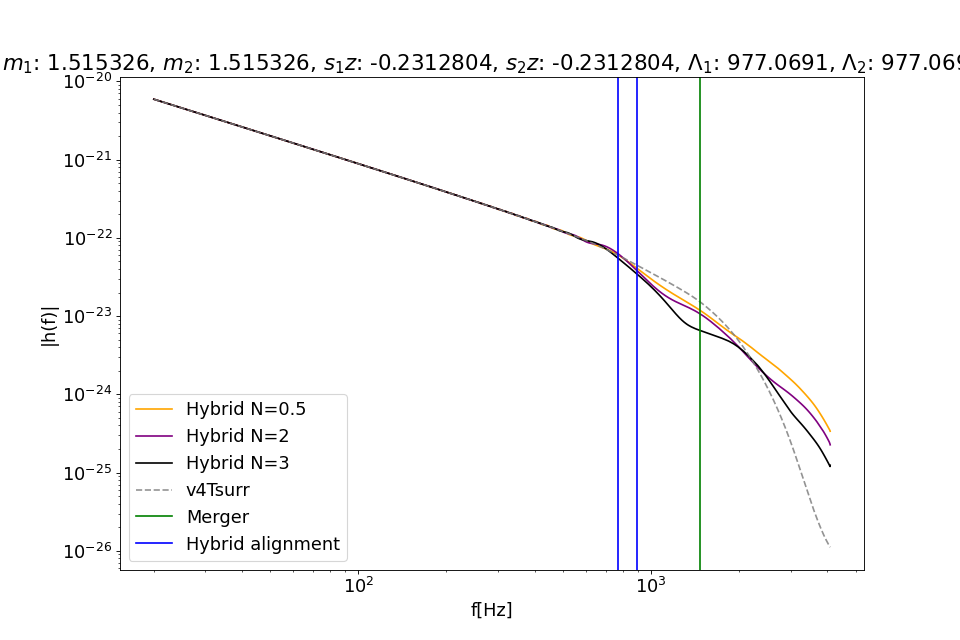 m₁: 1.515326, m₂: 1.515326, s₁z: -0.2312804, s₂z: -0.2312804, Λ₁: 977.0691, Λ₂: 977.069
10⁻²⁰
10⁻²¹
10⁻²²
10⁻²³
10⁻²⁴
10⁻²⁵
10⁻²⁶
|h(f)|
Hybrid N=0.5
Hybrid N=2
Hybrid N=3
v4Tsurr
Merger
Hybrid alignment
10² 10³
f[Hz]